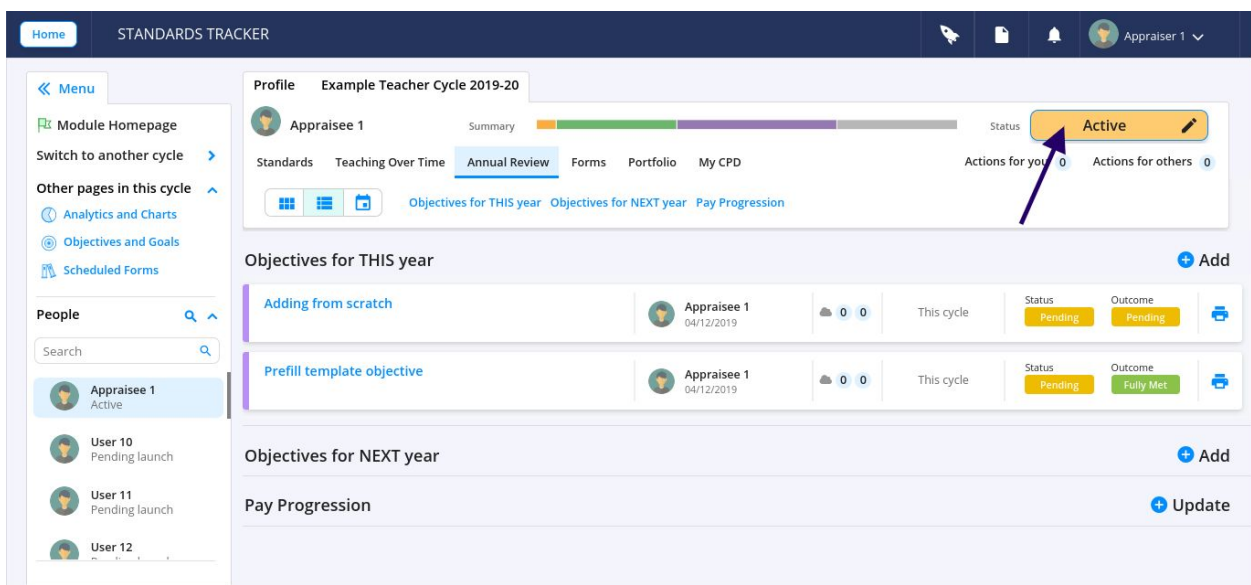 Home STANDARDS TRACKER Appraiser 1
Menu
Module Homepage
Switch to another cycle
Other pages in this cycle
Analytics and Charts
Objectives and Goals
Scheduled Forms
People
Search
Appraisee 1
Active
User 10
Pending launch
User 11
Pending launch
User 12
Profile Example Teacher Cycle 2019-20
Appraisee 1 Summary Status Active
Standards Teaching Over Time Annual Review Forms Portfolio My CPD Actions for you 0 Actions for others 0
Objectives for THIS year Objectives for NEXT year Pay Progression
Objectives for THIS year Add
Adding from scratch Appraisee 1 04/12/2019 0 0 This cycle Status Pending Outcome Pending
Prefill template objective Appraisee 1 04/12/2019 0 0 This cycle Status Pending Outcome Fully Met
Objectives for NEXT year Add
Pay Progression Update